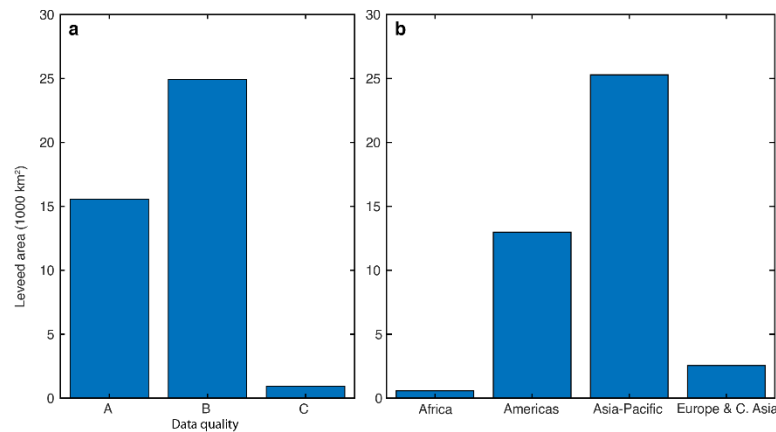 a
30
25
20
15
10
5
0
Leveed area (1000 km²)
A B C
Data quality
b
30
25
20
15
10
5
0
Africa Americas Asia-Pacific Europe & C. Asia